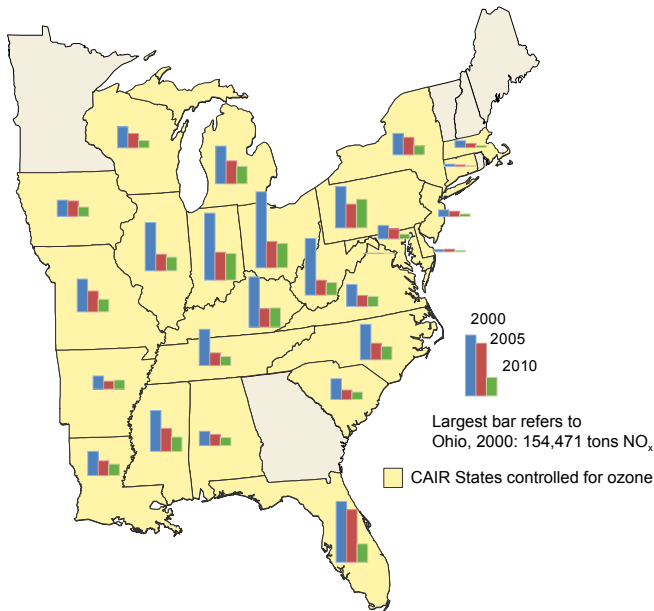 2000
2005
2010
Largest bar refers to
Ohio, 2000: 154,471 tons NOₓ
CAIR States controlled for ozone